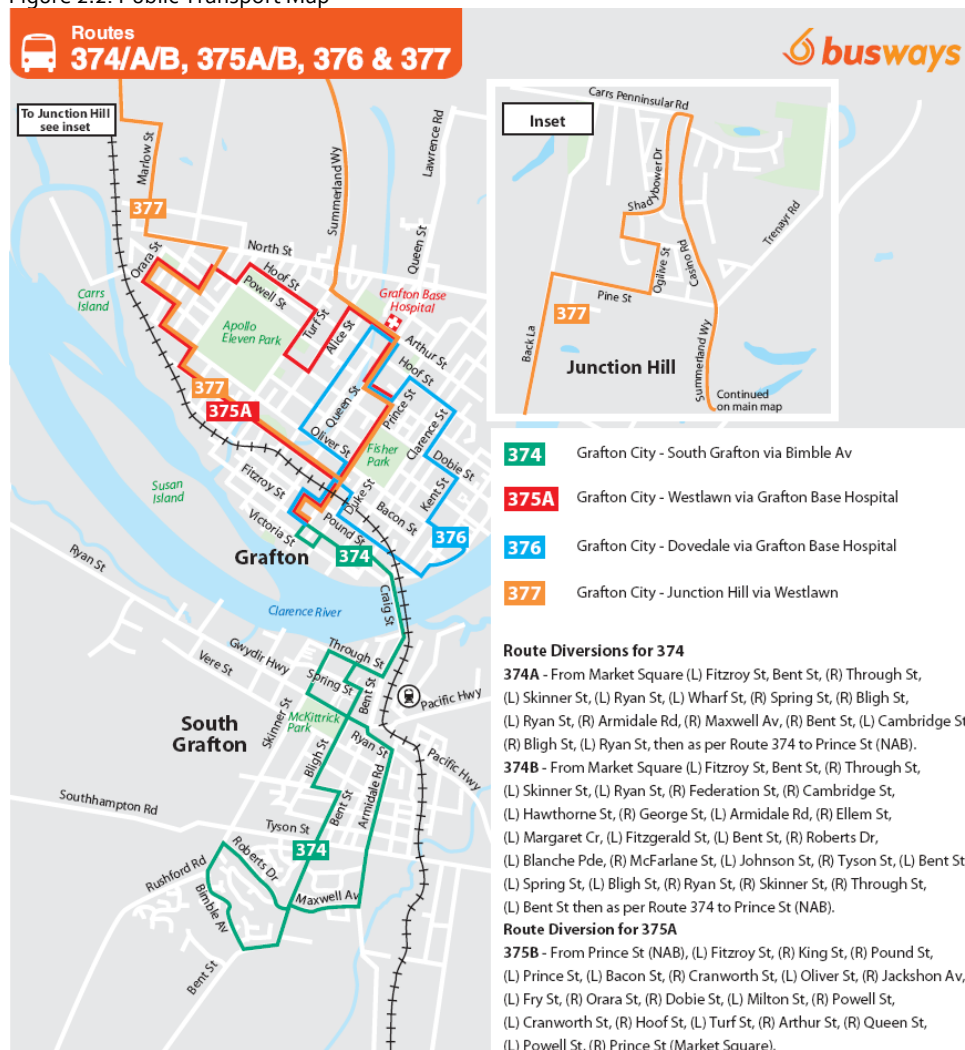 Figure 2.2: Public Transport Map
Routes
374/A/B, 375A/B, 376 & 377
busways
To Junction Hill
see inset
Marlow St
377
Summerland Wy
Lawrence Rd
Queen St
North St
Orara St
Hoof St
Powell St
Grafton Base
Hospital
Carrs
Island
Apollo
Eleven Park
Turf St
Alice St
Arthur St
Hoof St
377
375A
Queen St
Prince St
Clarence St
Oliver St
Fisher
Park
Dobie St
Fitzroy St
Kent St
Susan
Island
Duke St
Bacon St
Victoria St
Pound St
376
Grafton
374
Ryan St
Craig St
Clarence River
Gwydir Hwy
Through St
Vere St
Spring St
Bent St
Pacific Hwy
Skinner St
McKittrick
Park
South
Grafton
Ryan St
Pacific Hwy
Bligh St
Armidale Rd
Southhampton Rd
Bent St
Tyson St
374
Roberts Dr
Rushford Rd
Maxwell Av
Bimble Av
Bent St
Inset
Carrs Penninsular Rd
Shadybower Dr
Trenayr Rd
Ogilive St
Casino Rd
Pine St
377
Back La
Summerland Wy
Junction Hill
Continued
on main map
374 Grafton City - South Grafton via Bimble Av
375A Grafton City - Westlawn via Grafton Base Hospital
376 Grafton City - Dovedale via Grafton Base Hospital
377 Grafton City - Junction Hill via Westlawn
Route Diversions for 374
374A - From Market Square (L) Fitzroy St, Bent St, (R) Through St,
(L) Skinner St, (L) Ryan St, (L) Wharf St, (R) Spring St, (R) Bligh St,
(L) Ryan St, (R) Armidale Rd, (R) Maxwell Av, (R) Bent St, (L) Cambridge St
(R) Bligh St, (L) Ryan St, then as per Route 374 to Prince St (NAB).
374B - From Market Square (L) Fitzroy St, Bent St, (R) Through St,
(L) Skinner St, (L) Ryan St, (R) Federation St, (R) Cambridge St,
(L) Hawthorne St, (R) George St, (L) Armidale Rd, (R) Ellem St,
(L) Margaret Cr, (L) Fitzgerald St, (L) Bent St, (R) Roberts Dr,
(L) Blanche Pde, (R) McFarlane St, (L) Johnson St, (R) Tyson St, (L) Bent St
(L) Spring St, (L) Bligh St, (R) Ryan St, (R) Skinner St, (R) Through St,
(L) Bent St then as per Route 374 to Prince St (NAB).
Route Diversion for 375A
375B - From Prince St (NAB), (L) Fitzroy St, (R) King St, (R) Pound St,
(L) Prince St, (L) Bacon St, (R) Cranworth St, (L) Oliver St, (R) Jackshon Av,
(L) Fry St, (R) Orara St, (R) Dobie St, (L) Milton St, (R) Powell St,
(L) Cranworth St, (R) Hoof St, (L) Turf St, (R) Arthur St, (R) Queen St,
(L) Powell St, (R) Prince St (Market Square).